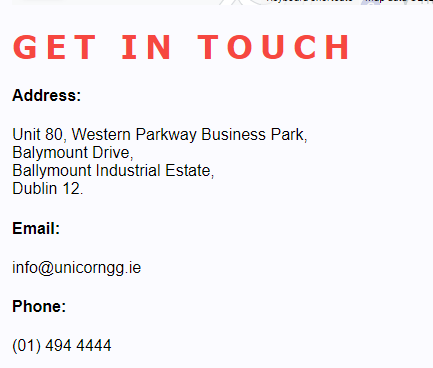 GET IN TOUCH
Address:
Unit 80, Western Parkway Business Park,
Balymount Drive,
Ballymount Industrial Estate,
Dublin 12.
Email:
info@unicorngg.ie
Phone:
(01) 494 4444